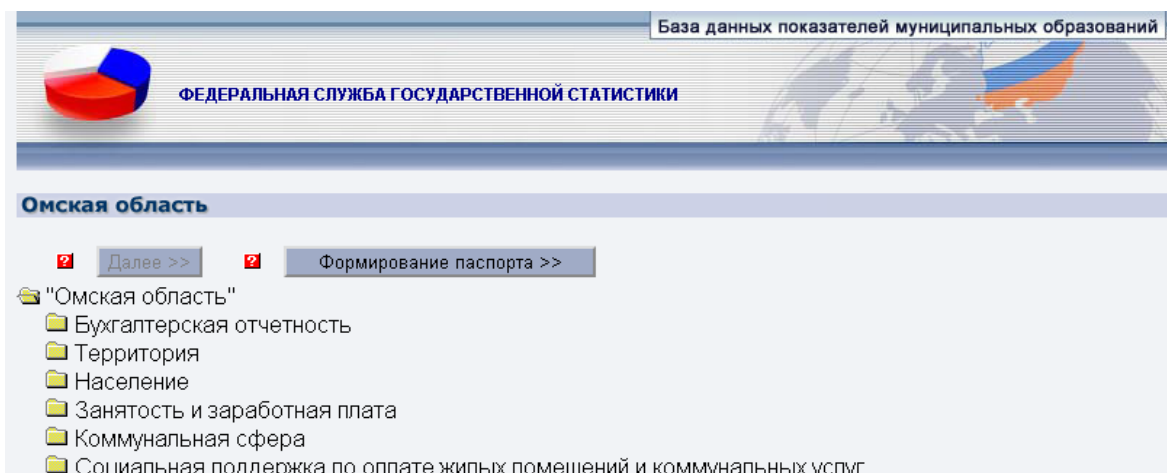 База данных показателей муниципальных образований
ФЕДЕРАЛЬНАЯ СЛУЖБА ГОСУДАРСТВЕННОЙ СТАТИСТИКИ
Омская область
? Далее >> ? Формирование паспорта >>
"Омская область"
Бухгалтерская отчетность
Территория
Население
Занятость и заработная плата
Коммунальная сфера
Социальная поддержка по оплате жилых помещений и коммунальных услуг